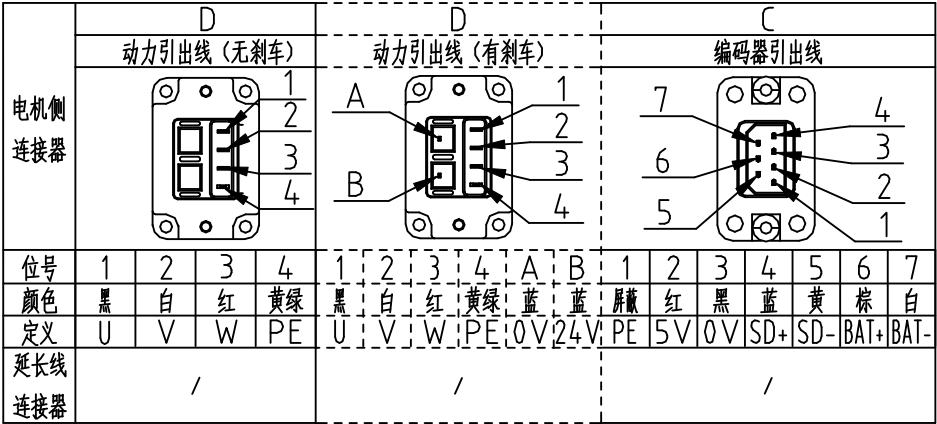 D D C
动力引出线（无刹车） 动力引出线（有刹车） 编码器引出线
电机侧
连接器
1
2
3
4
A
B
1
2
3
4
7
6
5
4
3
2
1
位号 1 2 3 4 1 2 3 4 A B 1 2 3 4 5 6 7
颜色 黑 白 红 黄绿 黑 白 红 黄绿 蓝 蓝 屏蔽 红 黑 蓝 黄 棕 白
定义 U V W PE U V W PE 0V 24V PE 5V 0V SD+ SD- BAT+ BAT-
延长线
连接器
/ / /